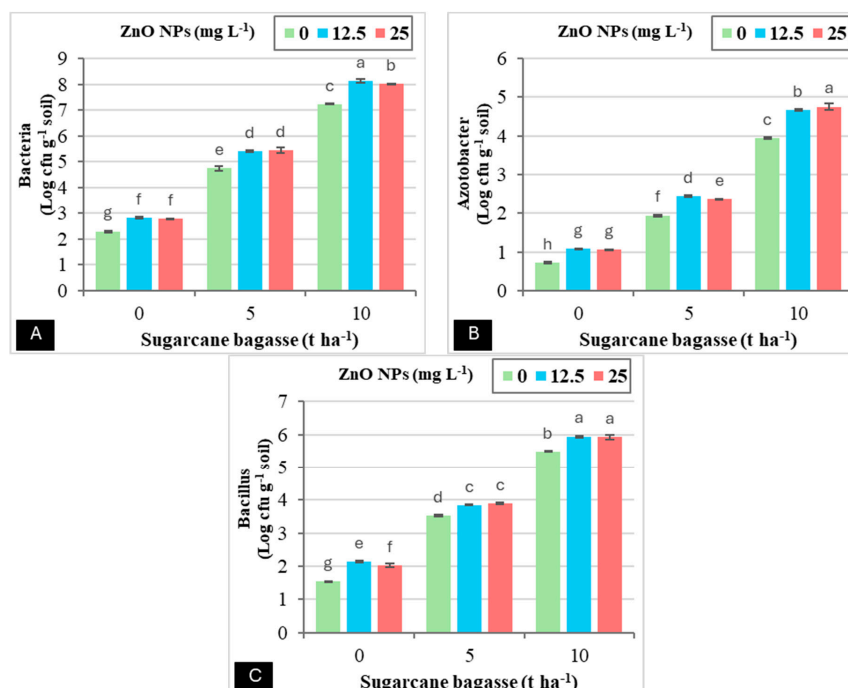 ZnO NPs (mg L⁻¹) 0 12.5 25
Bacteria
(Log cfu g⁻¹ soil)
9
8
7
6
5
4
3
2
1
0
g f f
e d d
c a b
0 5 10
Sugarcane bagasse (t ha⁻¹)
A
ZnO NPs (mg L⁻¹) 0 12.5 25
Azotobacter
(Log cfu g⁻¹ soil)
6
5
4
3
2
1
0
h g g
f d e
c b a
0 5 10
Sugarcane bagasse (t ha⁻¹)
B
ZnO NPs (mg L⁻¹) 0 12.5 25
Bacillus
(Log cfu g⁻¹ soil)
7
6
5
4
3
2
1
0
g e f
d c c
b a a
0 5 10
Sugarcane bagasse (t ha⁻¹)
C